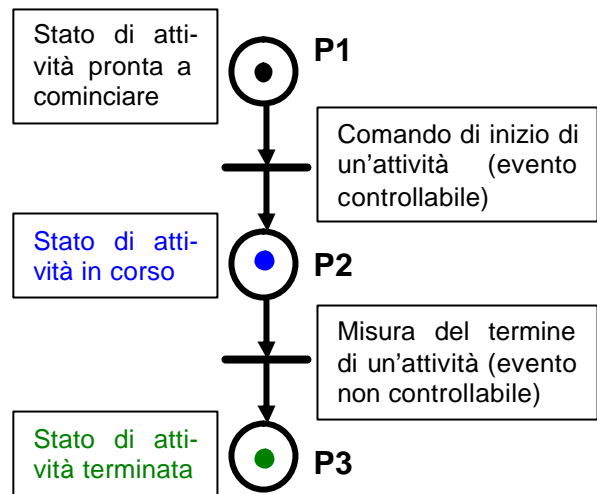 Stato di atti-
vità pronta a
cominciare
P1
Comando di inizio di
un'attività (evento
controllabile)
Stato di atti-
vità in corso
P2
Misura del termine
di un'attività (evento
non controllabile)
Stato di atti-
vità terminata
P3